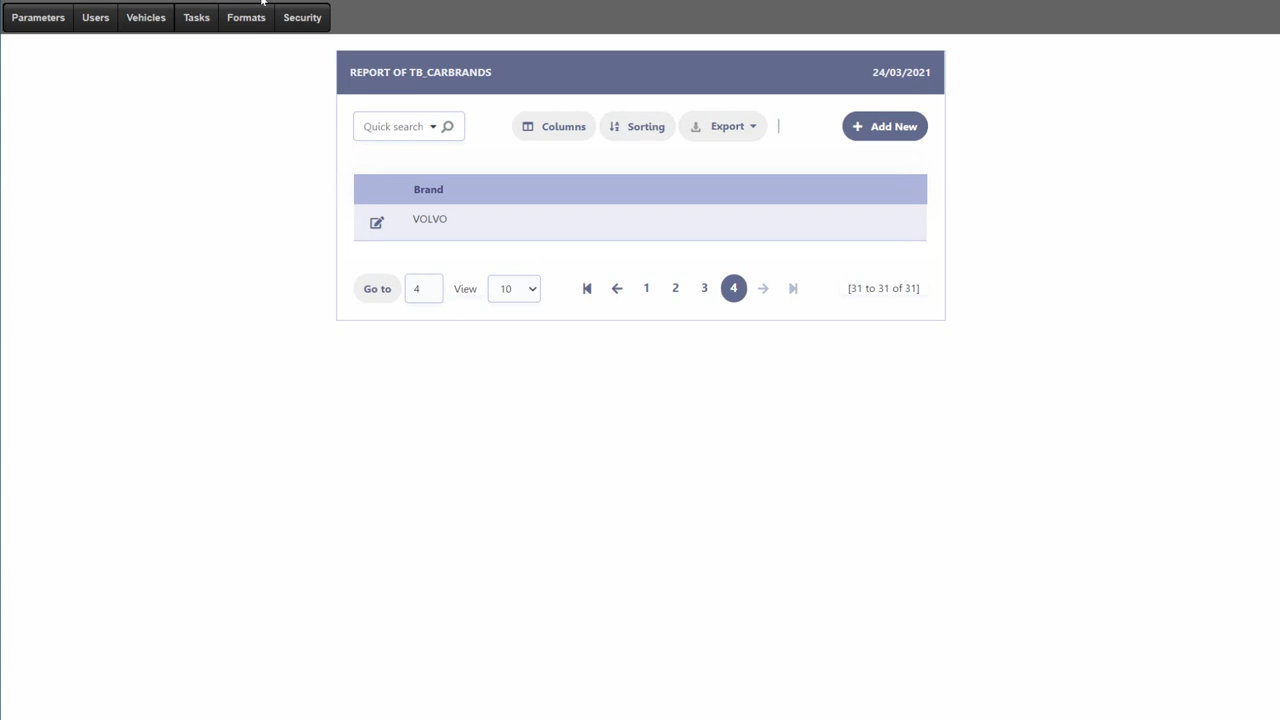 Parameters Users Vehicles Tasks Formats Security
REPORT OF TB_CARBRANDS 24/03/2021
Quick search Columns Sorting Export | Add New
Brand
VOLVO
Go to 4 View 10 1 2 3 4 [31 to 31 of 31]